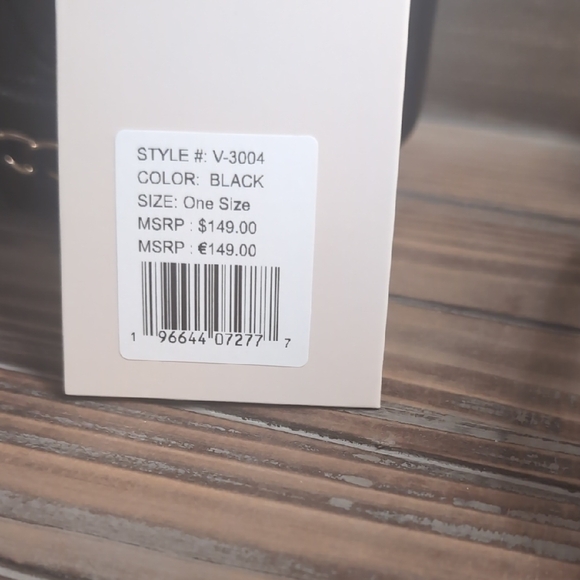 STYLE #: V-3004
COLOR: BLACK
SIZE: One Size
MSRP : $149.00
MSRP : €149.00
1 96644 07277 7